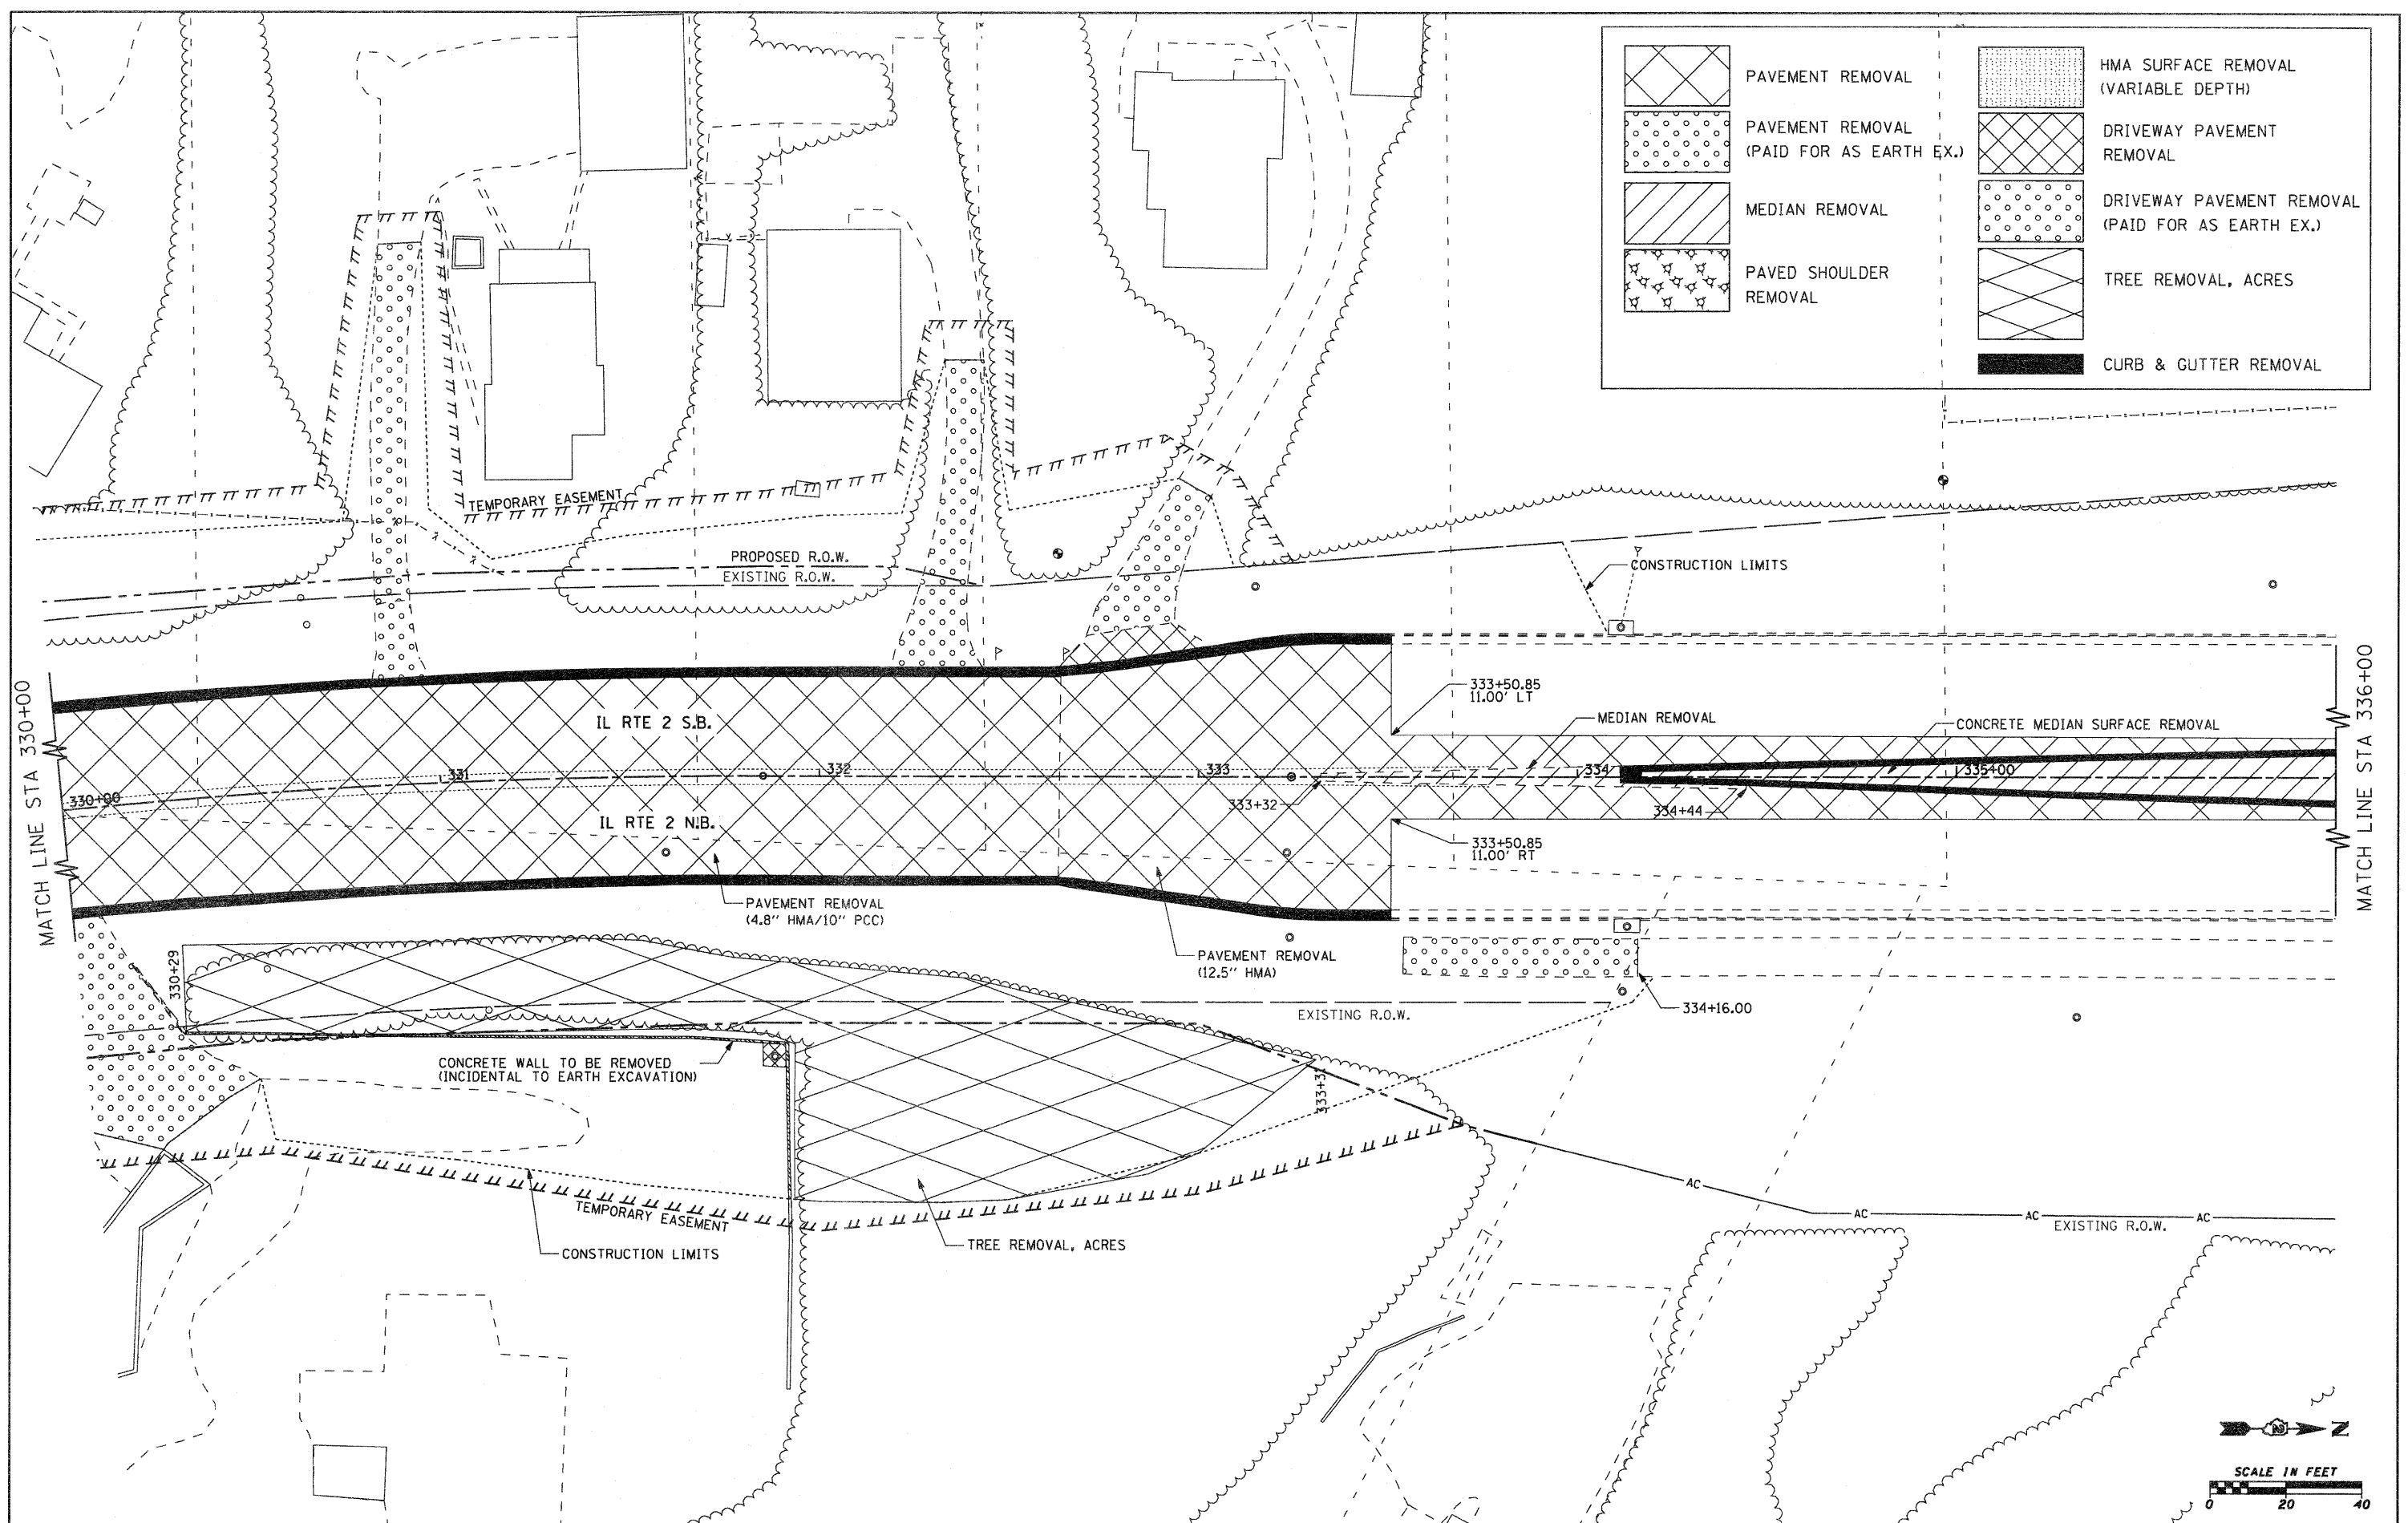 PAVEMENT REMOVAL
PAVEMENT REMOVAL
(PAID FOR AS EARTH EX.)
MEDIAN REMOVAL
PAVED SHOULDER
REMOVAL
HMA SURFACE REMOVAL
(VARIABLE DEPTH)
DRIVEWAY PAVEMENT
REMOVAL
DRIVEWAY PAVEMENT REMOVAL
(PAID FOR AS EARTH EX.)
TREE REMOVAL, ACRES
CURB & GUTTER REMOVAL
TEMPORARY EASEMENT
PROPOSED R.O.W.
EXISTING R.O.W.
CONSTRUCTION LIMITS
MATCH LINE STA 330+00
MATCH LINE STA 336+00
333+50.85
11.00' LT
IL RTE 2 S.B.
MEDIAN REMOVAL
CONCRETE MEDIAN SURFACE REMOVAL
330+00
331
332
333
334
335+00
333+32
334+44
IL RTE 2 N.B.
333+50.85
11.00' RT
PAVEMENT REMOVAL
(4.8" HMA/10" PCC)
PAVEMENT REMOVAL
(12.5" HMA)
330+29
334+16.00
EXISTING R.O.W.
CONCRETE WALL TO BE REMOVED
(INCIDENTAL TO EARTH EXCAVATION)
AC
AC
AC
AC
EXISTING R.O.W.
TEMPORARY EASEMENT
CONSTRUCTION LIMITS
TREE REMOVAL, ACRES
N
SCALE IN FEET
0 20 40